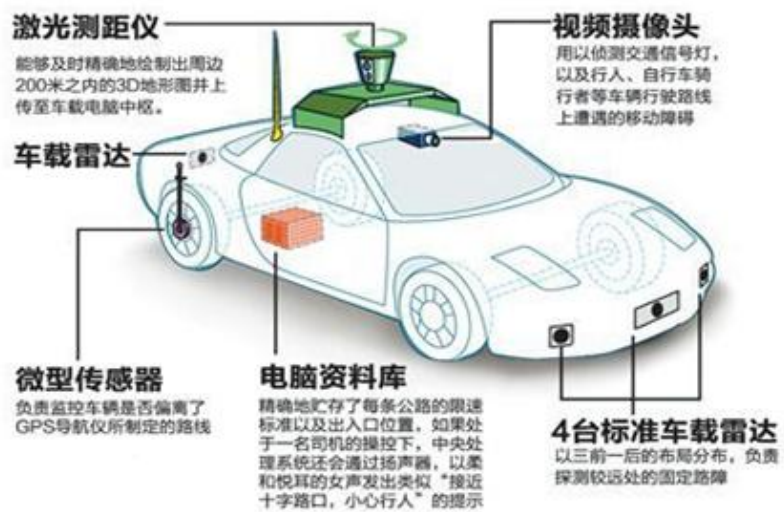 激光测距仪
能够及时精确地绘制出周边
200米之内的3D地形图并上
传至车载电脑中枢。
视频摄像头
用以侦测交通信号灯，
以及行人、自行车骑
行者等车辆行驶路线
上遭遇的移动障碍
车载雷达
微型传感器
负责监控车辆是否偏离了
GPS导航仪所制定的路线
电脑资料库
精确地贮存了每条公路的限速
标准以及出入口位置，如果处
于一名司机的操控下，中央处
理系统还会通过扬声器，以柔
和悦耳的女声发出类似“接近
十字路口，小心行人”的提示
4台标准车载雷达
以三前一后的布局分布，负责
探测较远处的固定路障